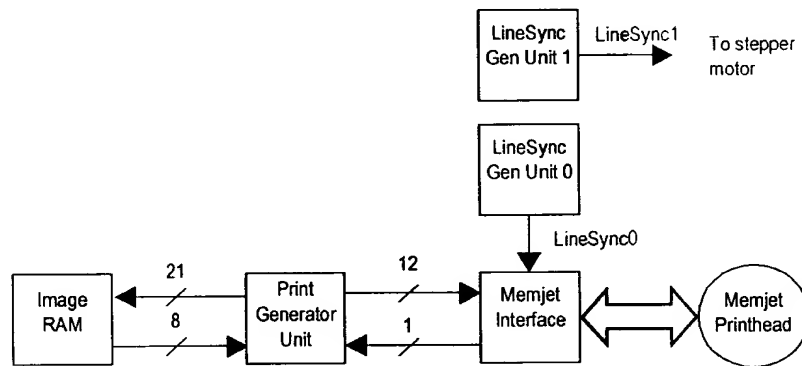 LineSync
Gen Unit 1
LineSync1
To stepper
motor
LineSync
Gen Unit 0
LineSync0
Image
RAM
21
8
Print
Generator
Unit
12
1
Memjet
Interface
Memjet
Printhead